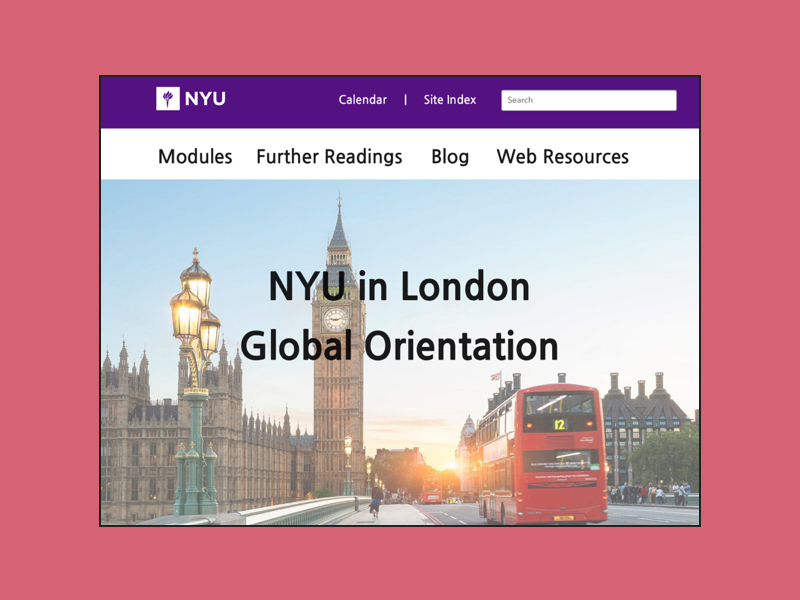 NYU
Calendar | Site Index
Search
Modules Further Readings Blog Web Resources
NYU in London
Global Orientation
12